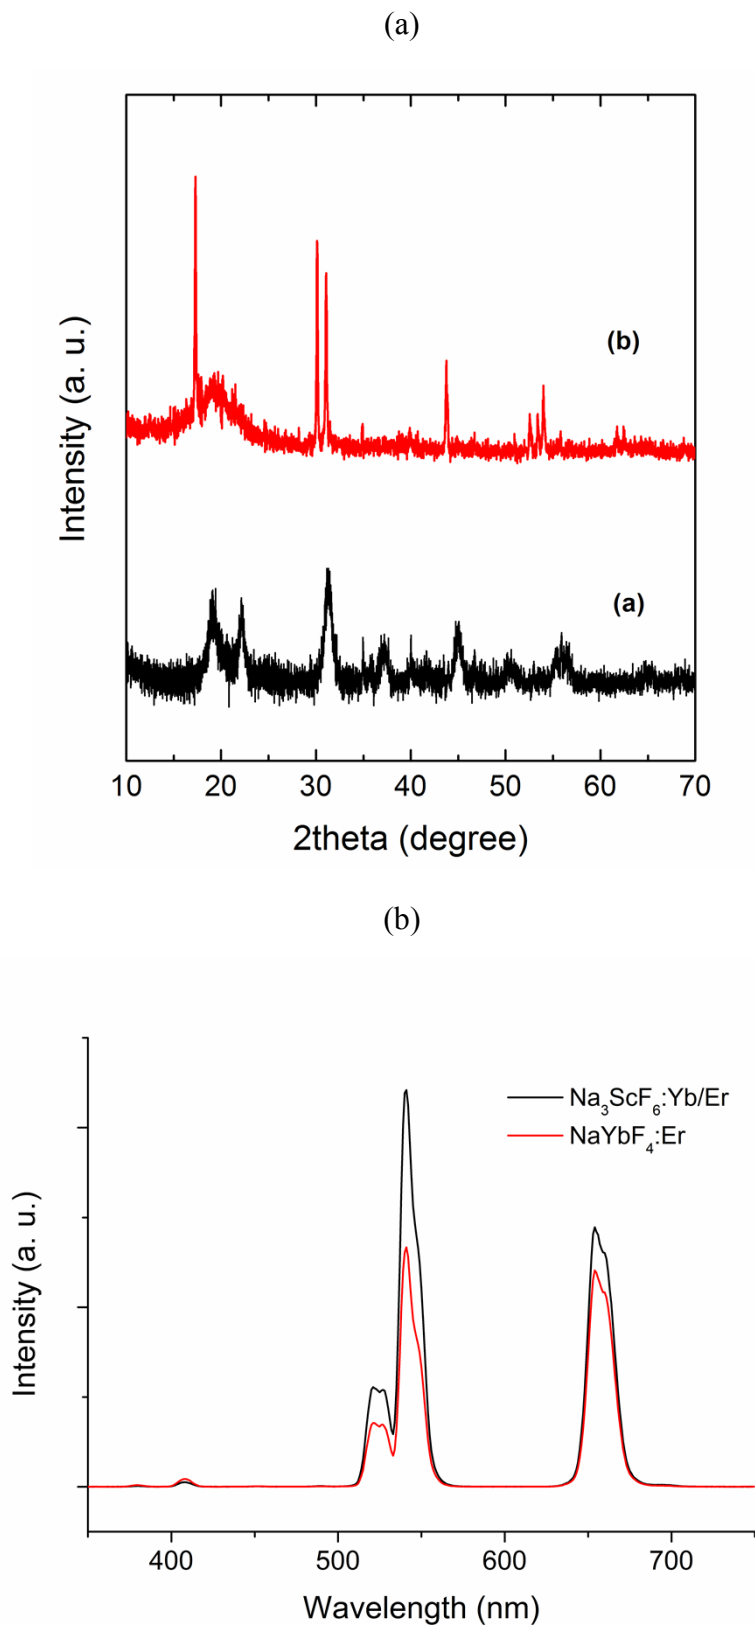 (a)
Intensity (a. u.)
(b)
(a)
10 20 30 40 50 60 70
2theta (degree)
(b)
Intensity (a. u.)
Na₃ScF₆:Yb/Er
NaYbF₄:Er
400 500 600 700
Wavelength (nm)